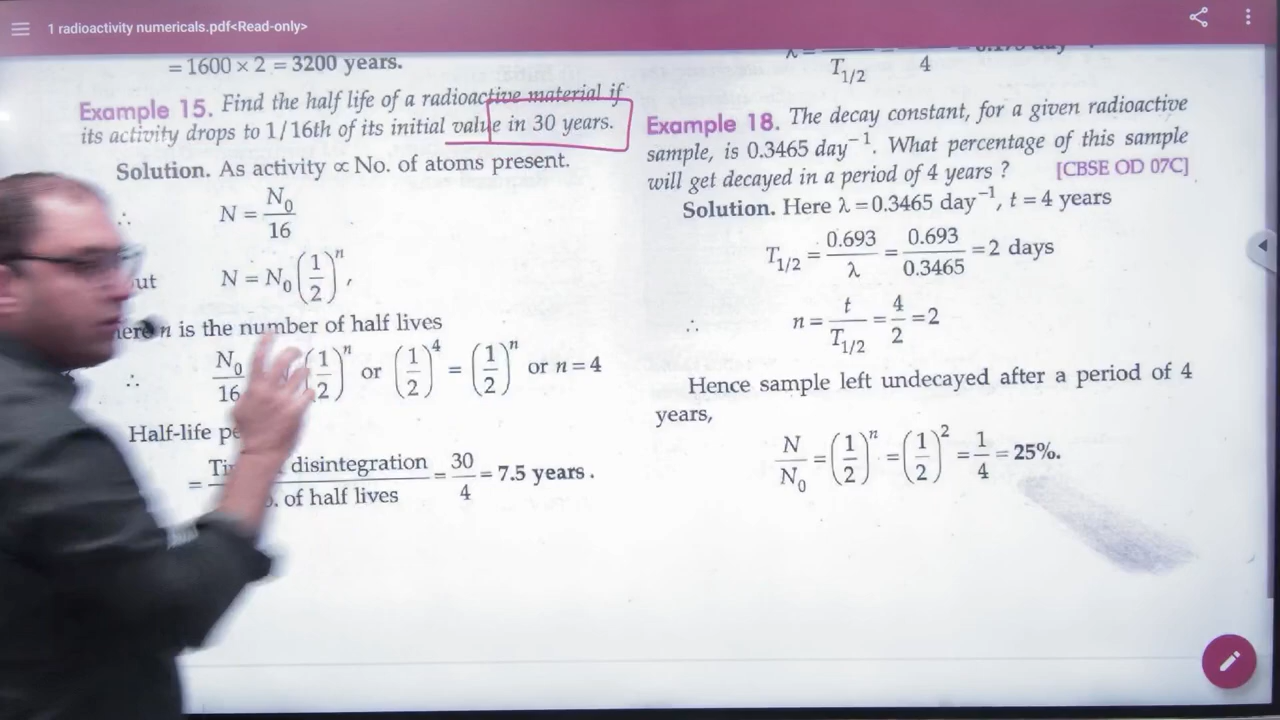 1 radioactivity numericals.pdf<Read-only>
= 1600 × 2 = 3200 years.
Example 15. Find the half life of a radioactive material if
its activity drops to 1/16th of its initial value in 30 years.
Solution. As activity ∝ No. of atoms present.
∴ N = N₀/16
ut N = N₀(1/2)ⁿ,
ere n is the number of half lives
∴ N₀/16 (1/2)ⁿ or (1/2)⁴ = (1/2)ⁿ or n = 4
Half-life pe
= Ti disintegration / . of half lives = 30/4 = 7.5 years .
T₁/₂ 4
Example 18. The decay constant, for a given radioactive
sample, is 0.3465 day⁻¹. What percentage of this sample
will get decayed in a period of 4 years ? [CBSE OD 07C]
Solution. Here λ = 0.3465 day⁻¹, t = 4 years
T₁/₂ = 0.693/λ = 0.693/0.3465 = 2 days
∴ n = t/T₁/₂ = 4/2 = 2
Hence sample left undecayed after a period of 4
years,
N/N₀ = (1/2)ⁿ = (1/2)² = 1/4 = 25%.